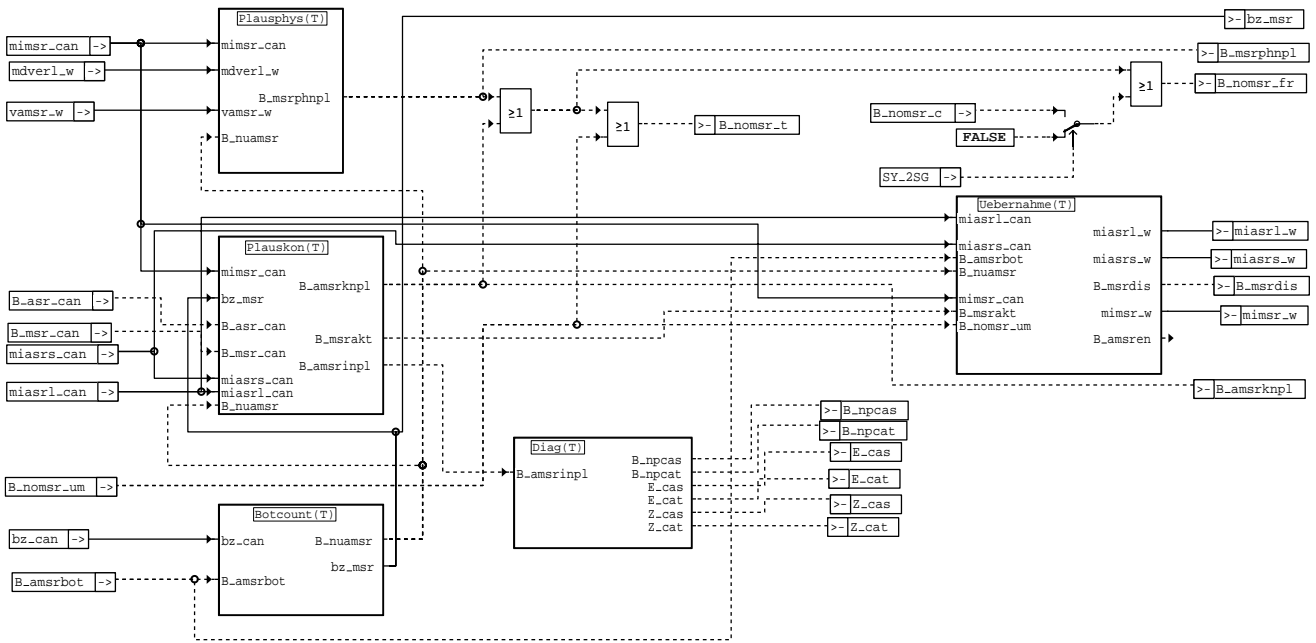 Plausphys(T)
mimsr_can ->
mdverl_w ->
vamsr_w ->
mimsr_can
mdverl_w
B_msrphnpl
vamsr_w
B_nuamsr
>- bz_msr
>- B_msrphnpl
>- B_nomsr_fr
≥1
≥1
≥1
>- B_nomsr_t
B_nomsr_c ->
FALSE
SY_2SG ->
Plauskon(T)
mimsr_can
bz_msr
B_asr_can
B_msr_can
miasrs_can
miasrl_can
B_nuamsr
B_amsrknpl
B_msrakt
B_amsrinpl
B_asr_can ->
B_msr_can ->
miasrs_can ->
miasrl_can ->
Uebernahme(T)
miasrl_can
miasrs_can
B_amsrbot
B_nuamsr
mimsr_can
B_msrakt
B_nomsr_um
miasrl_w
miasrs_w
B_msrdis
mimsr_w
B_amsren
>- miasrl_w
>- miasrs_w
>- B_msrdis
>- mimsr_w
>- B_amsrknpl
B_nomsr_um ->
bz_can ->
B_amsrbot ->
Botcount(T)
bz_can
B_amsrbot
B_nuamsr
bz_msr
Diag(T)
B_amsrinpl
B_npcas
B_npcat
E_cas
E_cat
Z_cas
Z_cat
>- B_npcas
>- B_npcat
>- E_cas
>- E_cat
>- Z_cas
>- Z_cat